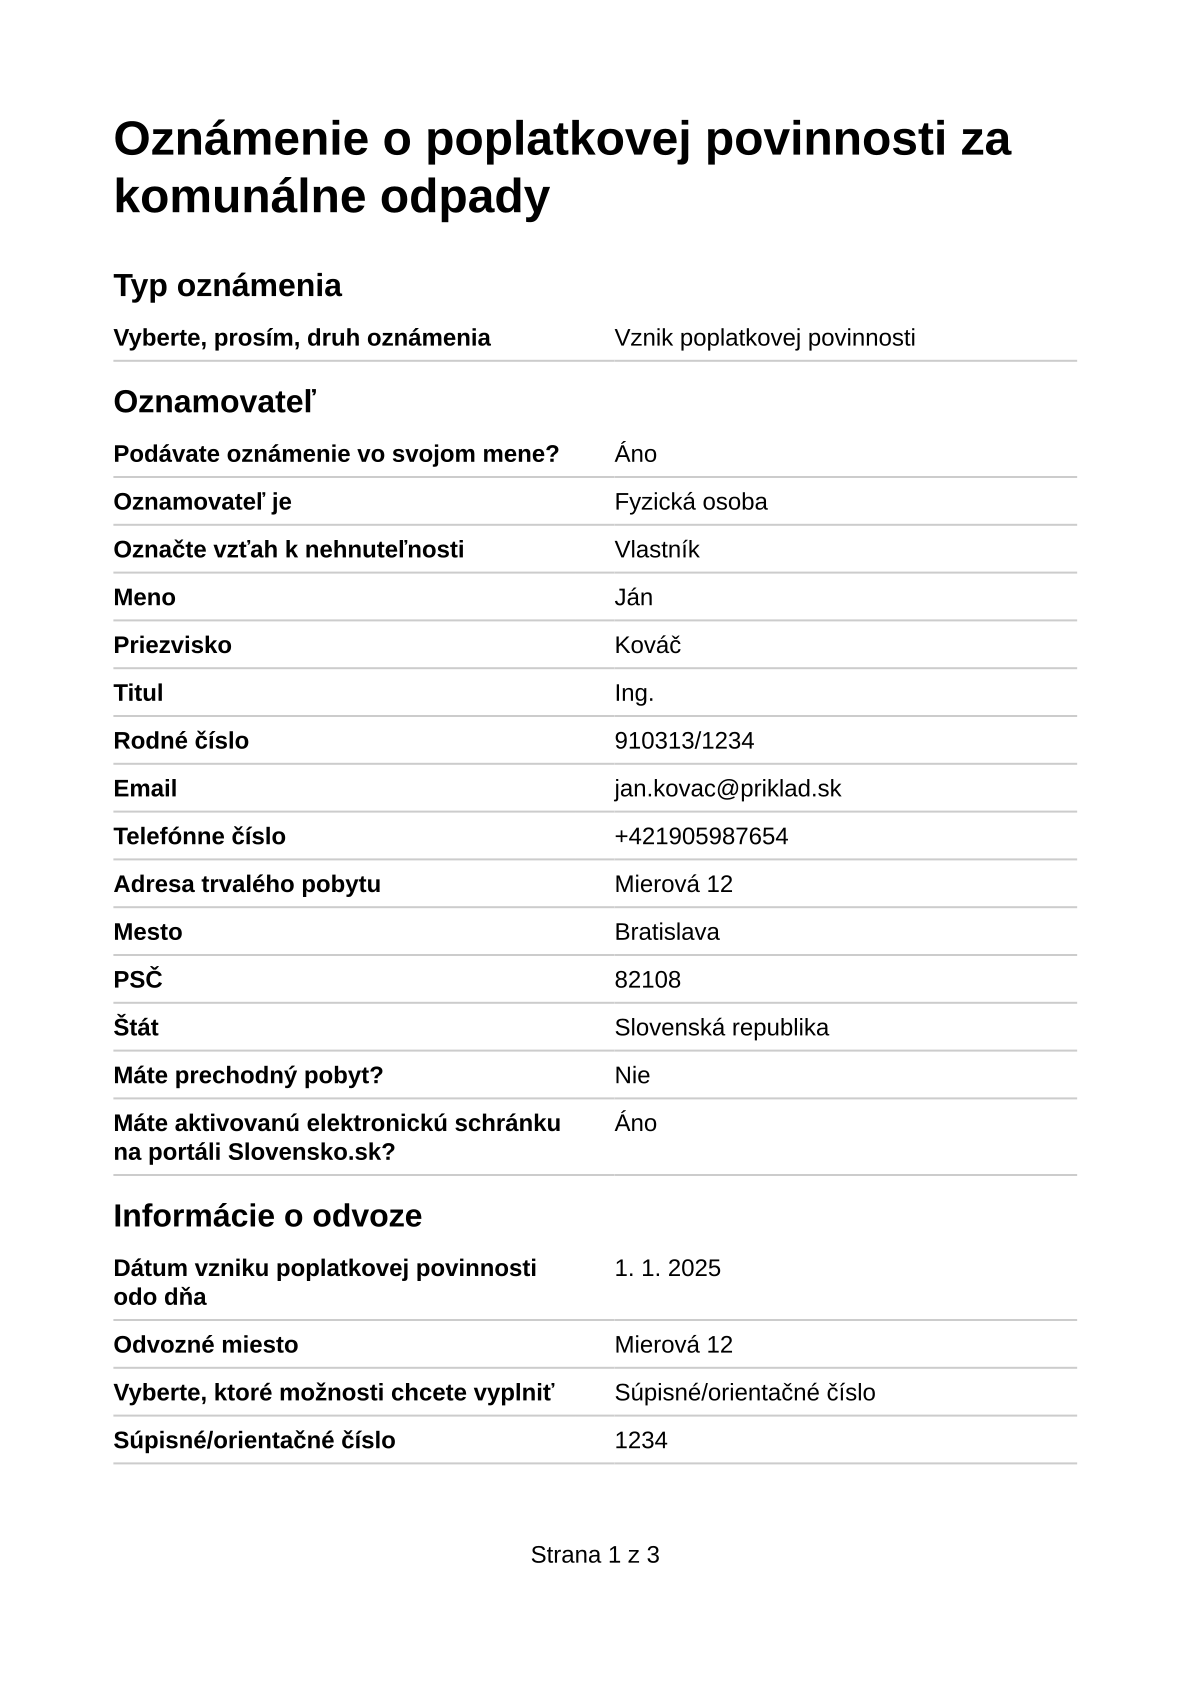 Oznámenie o poplatkovej povinnosti za
komunálne odpady
Typ oznámenia
Vyberte, prosím, druh oznámenia Vznik poplatkovej povinnosti
Oznamovateľ
Podávate oznámenie vo svojom mene? Áno
Oznamovateľ je Fyzická osoba
Označte vzťah k nehnuteľnosti Vlastník
Meno Ján
Priezvisko Kováč
Titul Ing.
Rodné číslo 910313/1234
Email jan.kovac@priklad.sk
Telefónne číslo +421905987654
Adresa trvalého pobytu Mierová 12
Mesto Bratislava
PSČ 82108
Štát Slovenská republika
Máte prechodný pobyt? Nie
Máte aktivovanú elektronickú schránku Áno
na portáli Slovensko.sk?
Informácie o odvoze
Dátum vzniku poplatkovej povinnosti 1. 1. 2025
odo dňa
Odvozné miesto Mierová 12
Vyberte, ktoré možnosti chcete vyplniť Súpisné/orientačné číslo
Súpisné/orientačné číslo 1234
Strana 1 z 3